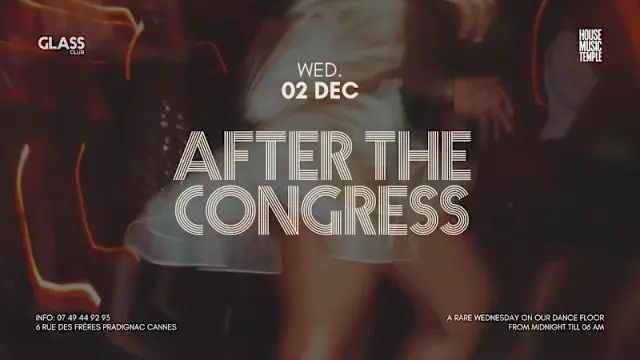 GLASS
CLUB
HOUSE
MUSIC
TEMPLE
WED.
02 DEC
AFTER THE
CONGRESS
INFO: 07 49 44 92 93
6 RUE DES FRÈRES PRADIGNAC CANNES
A RARE WEDNESDAY ON OUR DANCE FLOOR
FROM MIDNIGHT TILL 06 AM